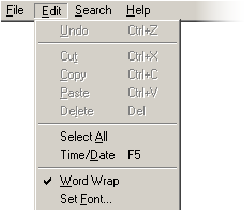 File Edit Search Help
Undo Ctrl+Z
Cut Ctrl+X
Copy Ctrl+C
Paste Ctrl+V
Delete Del
Select All
Time/Date F5
Word Wrap
Set Font...